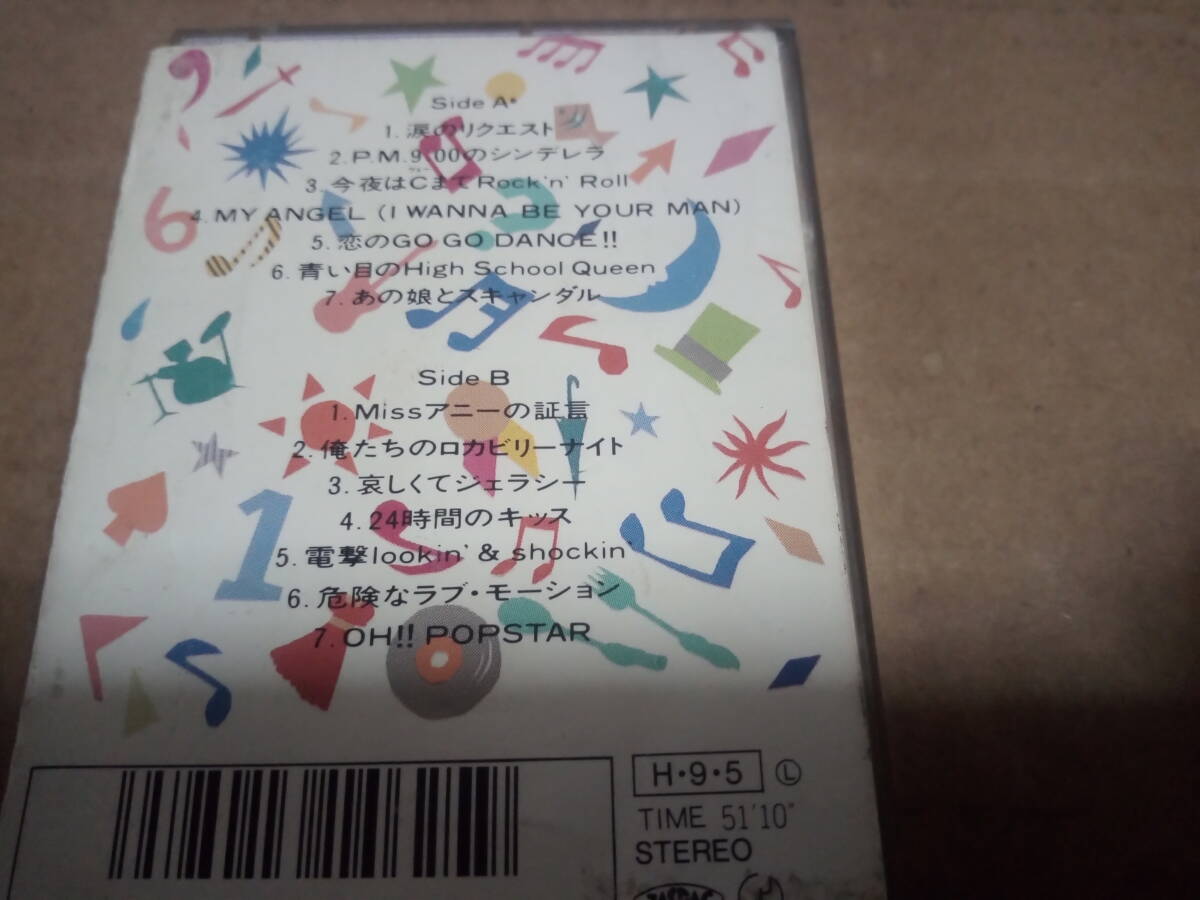 Side A
1. 涙のリクエスト
2. P.M.9:00のシンデレラ
3. 今夜はCまでRock'n' Roll
4. MY ANGEL (I WANNA BE YOUR MAN)
5. 恋のGO GO DANCE!!
6. 青い目のHigh School Queen
7. あの娘とスキャンダル
Side B
1. Missアニーの証言
2. 俺たちのロカビリーナイト
3. 哀しくてジェラシー
4. 24時間のキッス
5. 電撃lookin' & shockin'
6. 危険なラブ・モーション
7. OH!! POPSTAR
H・9・5 Ⓛ
TIME 51'10"
STEREO
JASRAC